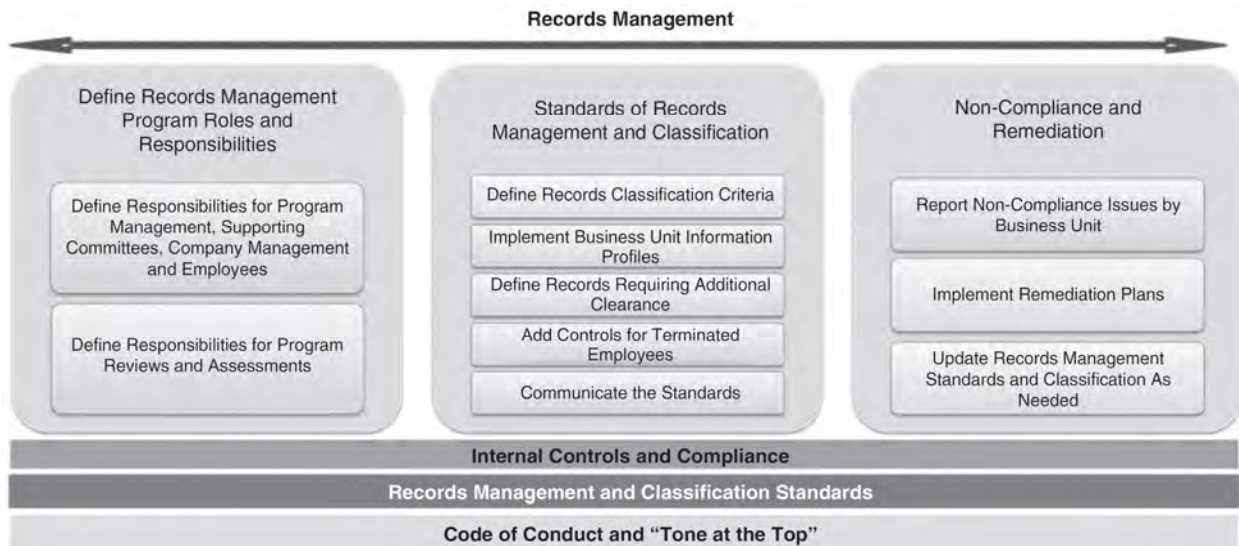 Records Management
Define Records Management
Program Roles and
Responsibilities
Define Responsibilities for Program
Management, Supporting
Committees, Company Management
and Employees
Define Responsibilities for Program
Reviews and Assessments
Standards of Records
Management and Classification
Define Records Classification Criteria
Implement Business Unit Information
Profiles
Define Records Requiring Additional
Clearance
Add Controls for Terminated
Employees
Communicate the Standards
Non-Compliance and
Remediation
Report Non-Compliance Issues by
Business Unit
Implement Remediation Plans
Update Records Management
Standards and Classification As
Needed
Internal Controls and Compliance
Records Management and Classification Standards
Code of Conduct and “Tone at the Top”